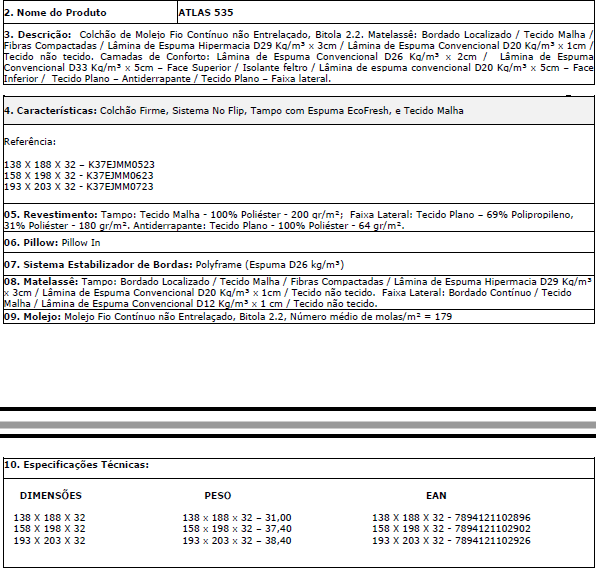 2. Nome do Produto ATLAS 535
3. Descrição: Colchão de Molejo Fio Contínuo não Entrelaçado, Bitola 2.2. Matelassê: Bordado Localizado / Tecido Malha /
Fibras Compactadas / Lâmina de Espuma Hipermacia D29 Kg/m³ x 3cm / Lâmina de Espuma Convencional D20 Kg/m³ x 1cm /
Tecido não tecido. Camadas de Conforto: Lâmina de Espuma Convencional D26 Kg/m³ x 2cm / Lâmina de Espuma
Convencional D33 Kg/m³ x 5cm – Face Superior / Isolante feltro / Lâmina de espuma convencional D20 Kg/m³ x 5cm – Face
Inferior / Tecido Plano – Antiderrapante / Tecido Plano – Faixa lateral.
4. Características: Colchão Firme, Sistema No Flip, Tampo com Espuma EcoFresh, e Tecido Malha
Referência:
138 X 188 X 32 – K37EJMM0523
158 X 198 X 32 - K37EJMM0623
193 X 203 X 32 - K37EJMM0723
05. Revestimento: Tampo: Tecido Malha - 100% Poliéster - 200 gr/m²; Faixa Lateral: Tecido Plano – 69% Polipropileno,
31% Poliéster - 180 gr/m². Antiderrapante: Tecido Plano - 100% Poliéster - 64 gr/m².
06. Pillow: Pillow In
07. Sistema Estabilizador de Bordas: Polyframe (Espuma D26 kg/m³)
08. Matelassê: Tampo: Bordado Localizado / Tecido Malha / Fibras Compactadas / Lâmina de Espuma Hipermacia D29 Kg/m³
x 3cm / Lâmina de Espuma Convencional D20 Kg/m³ x 1cm / Tecido não tecido. Faixa Lateral: Bordado Contínuo / Tecido
Malha / Lâmina de Espuma Convencional D12 Kg/m³ x 1 cm / Tecido não tecido.
09. Molejo: Molejo Fio Contínuo não Entrelaçado, Bitola 2.2, Número médio de molas/m² = 179
10. Especificações Técnicas:
DIMENSÕES PESO EAN
138 X 188 X 32 138 x 188 x 32 – 31,00 138 X 188 X 32 - 7894121102896
158 X 198 X 32 158 x 198 x 32 – 37,40 158 X 198 X 32 - 7894121102902
193 X 203 X 32 193 x 203 x 32 – 38,40 193 X 203 X 32 - 7894121102926